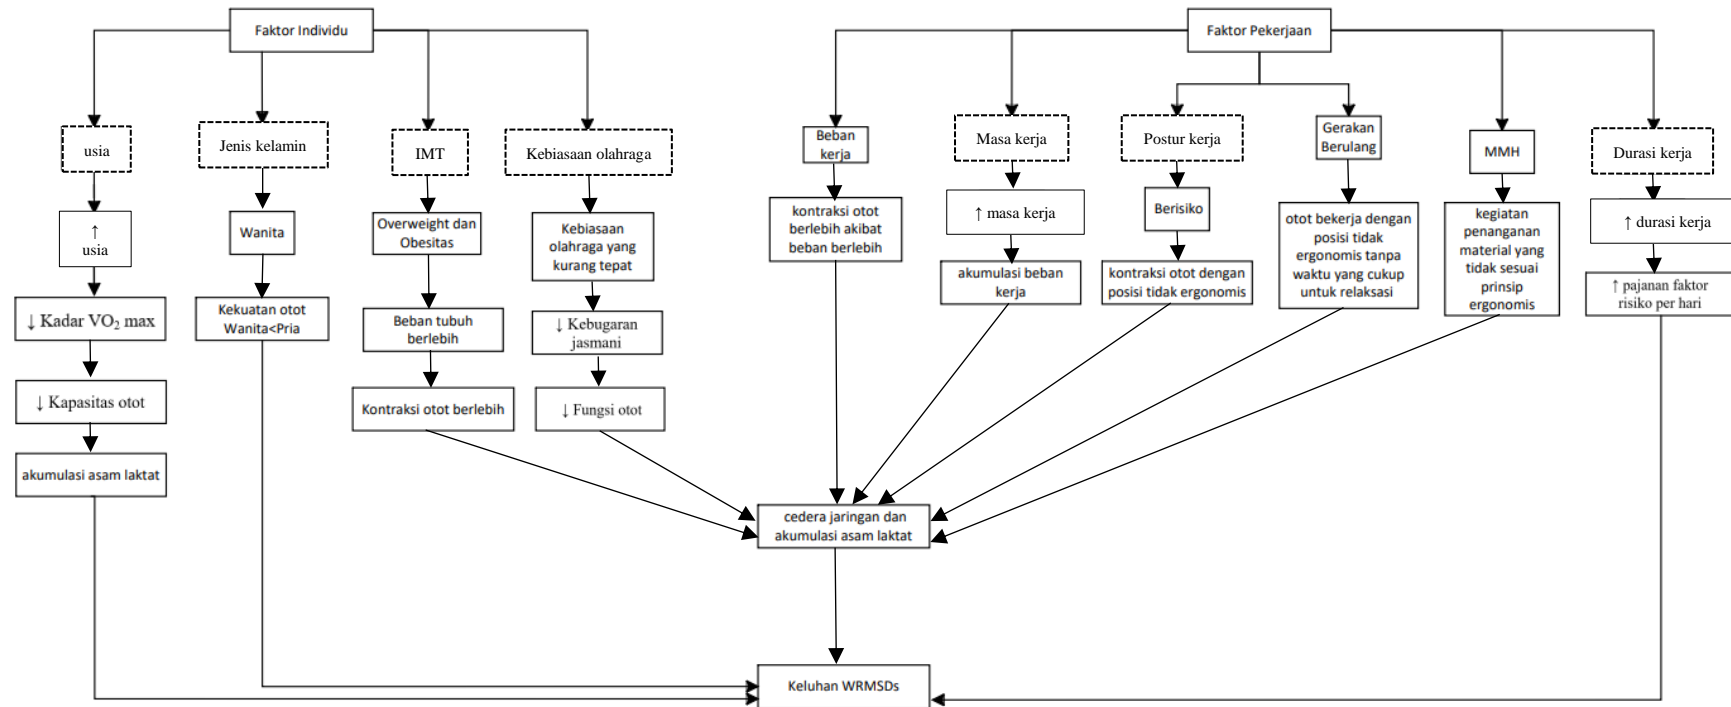 Faktor Individu
Faktor Pekerjaan
usia
Jenis kelamin
IMT
Kebiasaan olahraga
Beban
kerja
Masa kerja
Postur kerja
Gerakan
Berulang
MMH
Durasi kerja
↑
usia
Wanita
Overweight dan
Obesitas
Kebiasaan
olahraga yang
kurang tepat
kontraksi otot
berlebih akibat
beban berlebih
↑ masa kerja
Berisiko
otot bekerja dengan
posisi tidak
ergonomis tanpa
waktu yang cukup
untuk relaksasi
kegiatan
penanganan
material yang
tidak sesuai
prinsip
ergonomis
↑ durasi kerja
↓ Kadar VO₂ max
Kekuatan otot
Wanita<Pria
Beban tubuh
berlebih
↓ Kebugaran
jasmani
akumulasi beban
kerja
kontraksi otot dengan
posisi tidak ergonomis
↑ pajanan faktor
risiko per hari
↓ Kapasitas otot
Kontraksi otot berlebih
↓ Fungsi otot
akumulasi asam laktat
cedera jaringan dan
akumulasi asam laktat
Keluhan WRMSDs